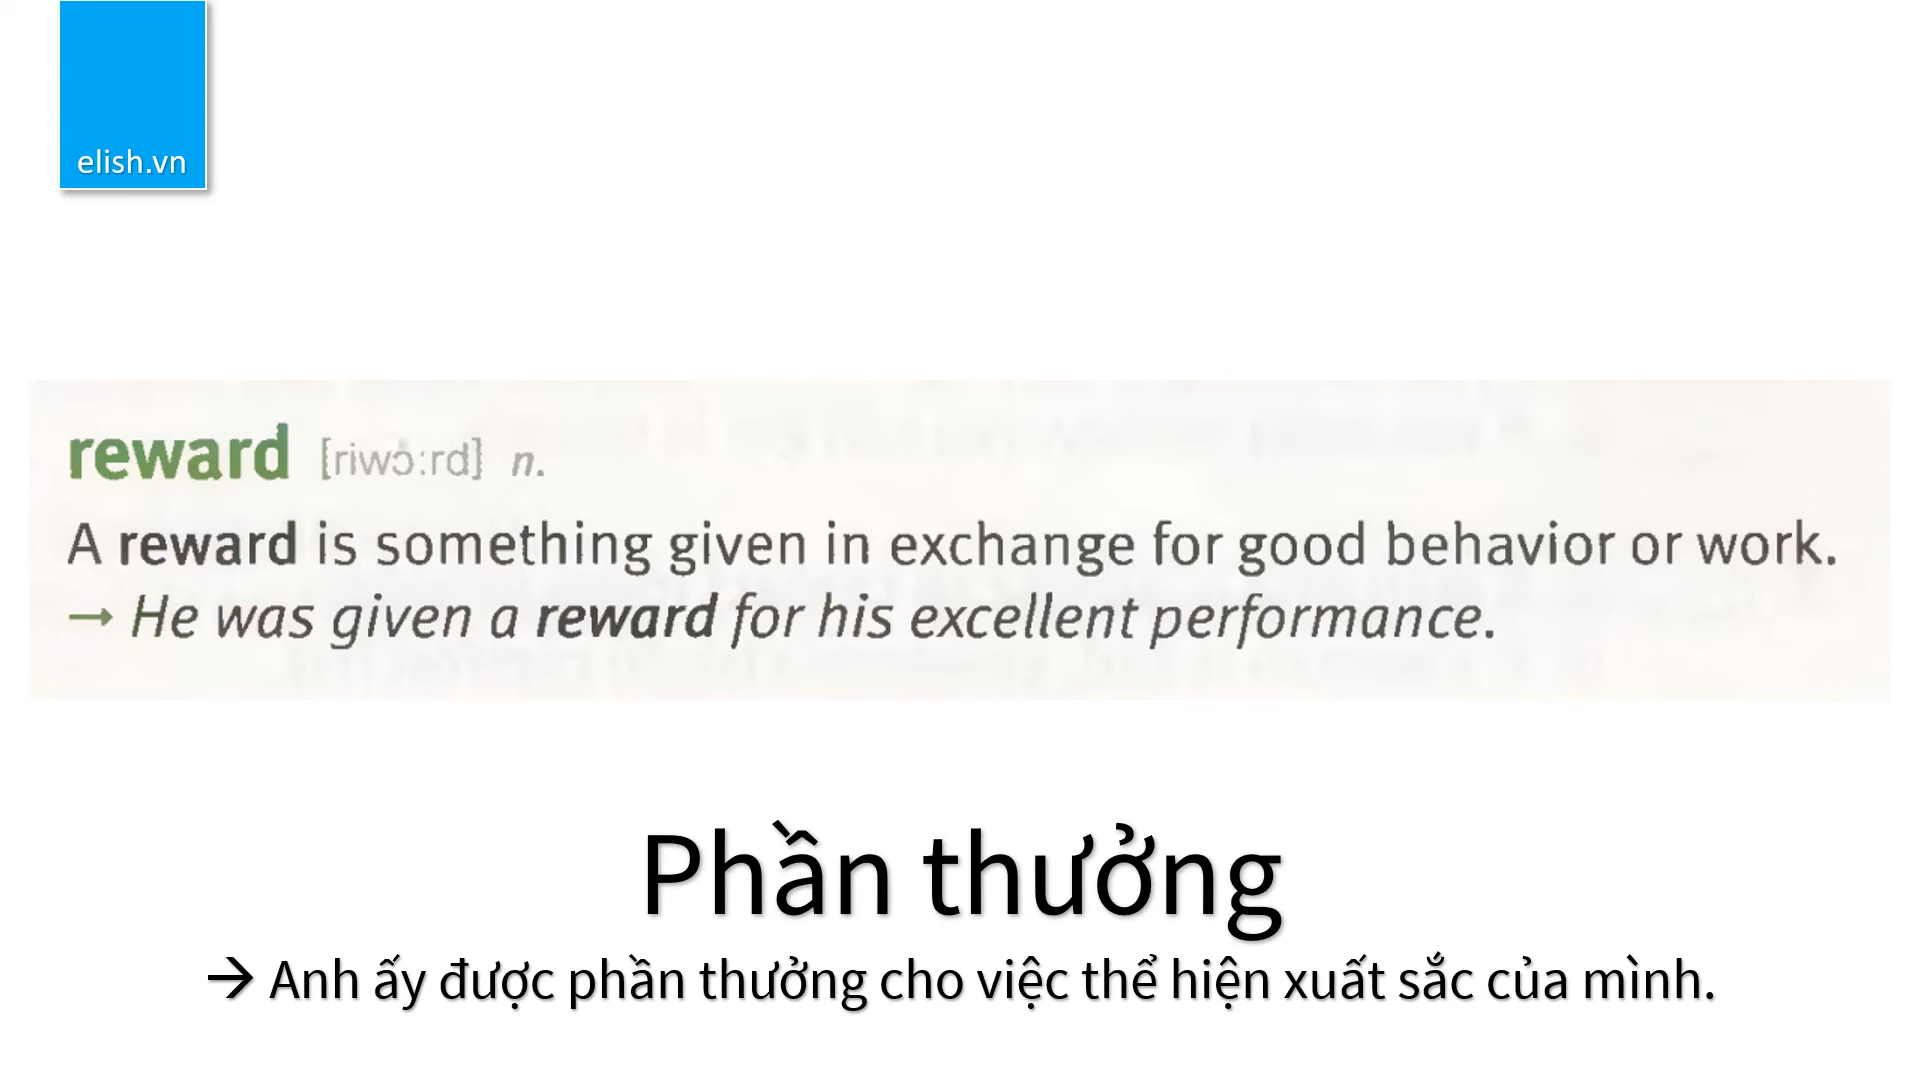 elish.vn
reward [riwɔ́:rd] n.
A reward is something given in exchange for good behavior or work.
→ He was given a reward for his excellent performance.
Phần thưởng
→ Anh ấy được phần thưởng cho việc thể hiện xuất sắc của mình.